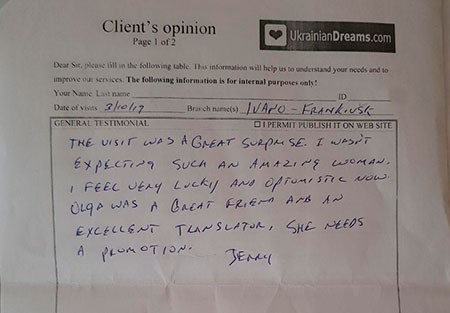 Client's opinion
Page 1 of 2
UkrainianDreams.com
Dear Sir, please fill in the following table. This information will help us to understand your needs and to
improve our services. The following information is for internal purposes only!
Your Name, Last name ID
Date of visits 3/10/17 Branch name(s) IVANO - FRANKIVSK
GENERAL TESTIMONIAL I PERMIT PUBLISH IT ON WEB SITE
THE VISIT WAS A GREAT SURPRISE. I WASN'T
EXPECTING SUCH AN AMAZING WOMAN.
I FEEL VERY LUCKY AND OPTOMISTIC NOW.
OLGA WAS A GREAT FRIEND AND AN
EXCELLENT TRANSLATOR, SHE NEEDS
A PROMOTION.
JERRY